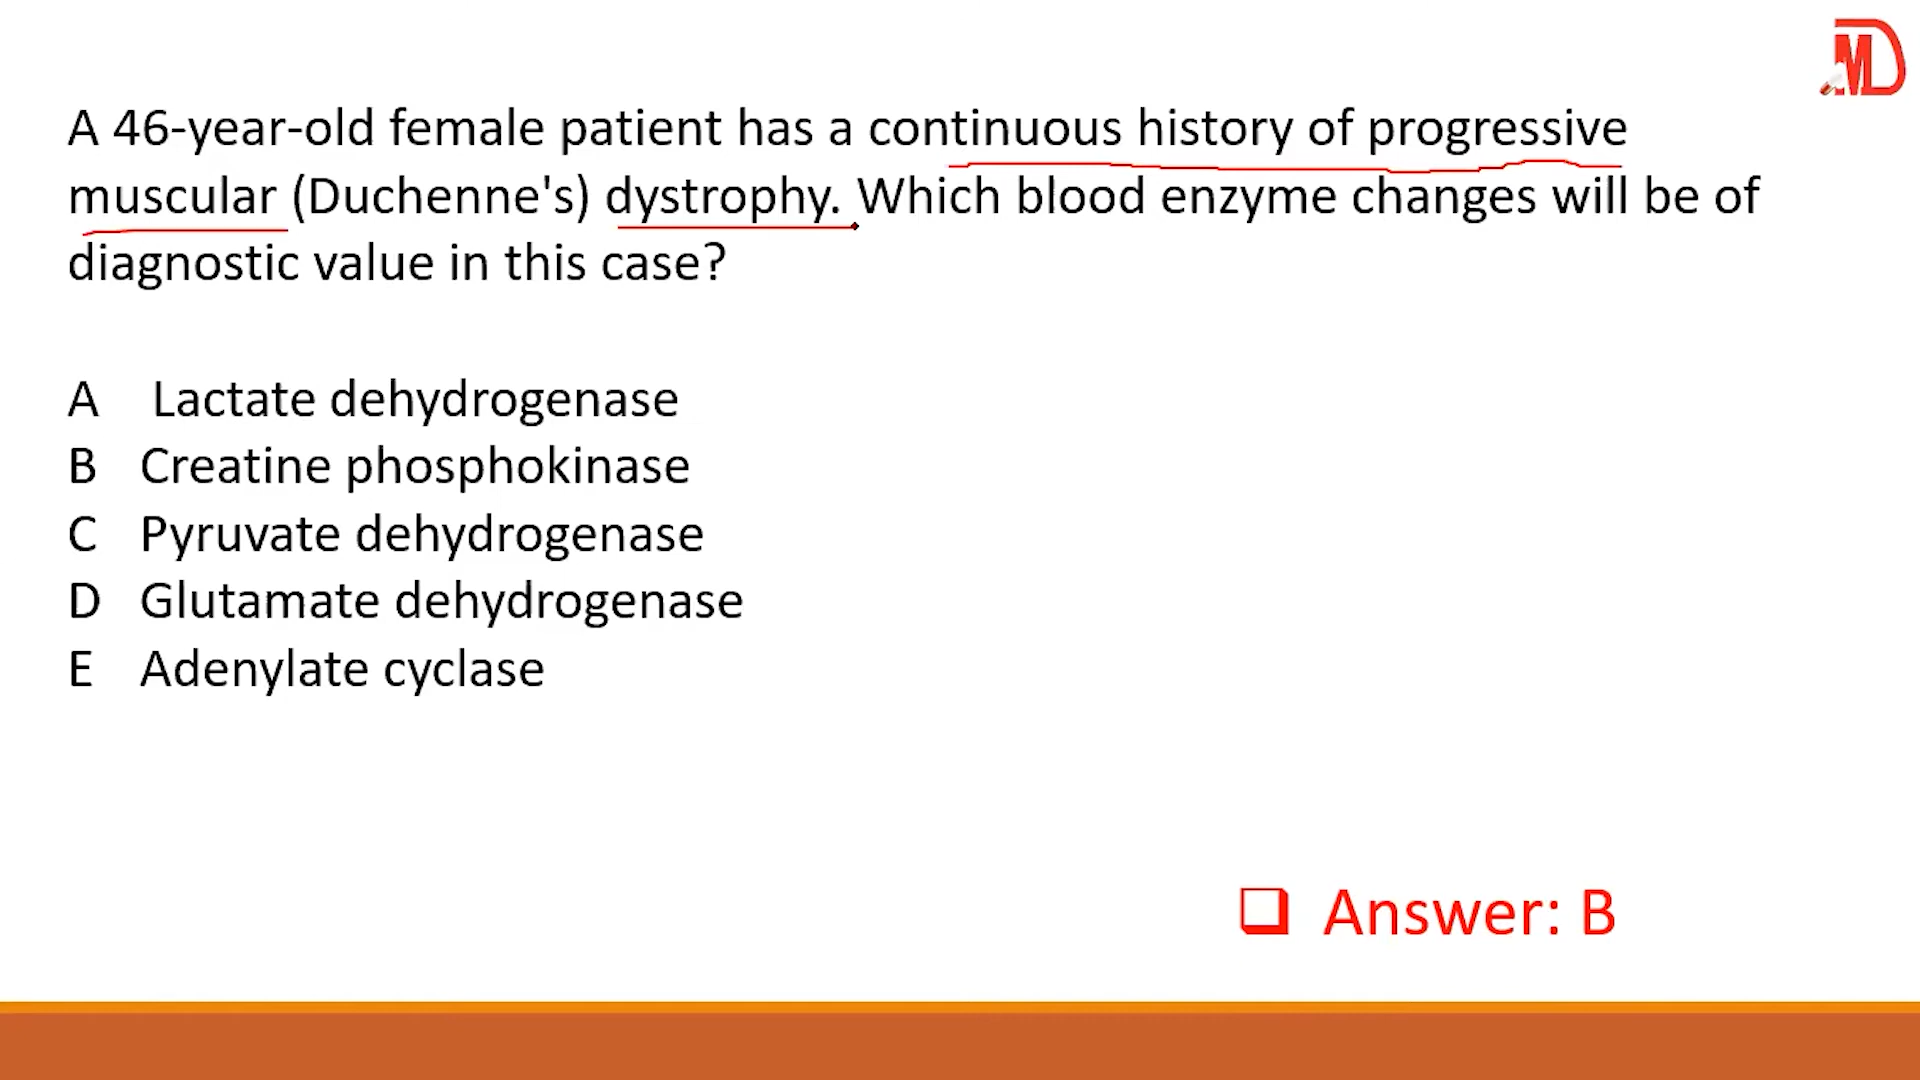 MD
A 46-year-old female patient has a continuous history of progressive
muscular (Duchenne's) dystrophy. Which blood enzyme changes will be of
diagnostic value in this case?
A Lactate dehydrogenase
B Creatine phosphokinase
C Pyruvate dehydrogenase
D Glutamate dehydrogenase
E Adenylate cyclase
Answer: B